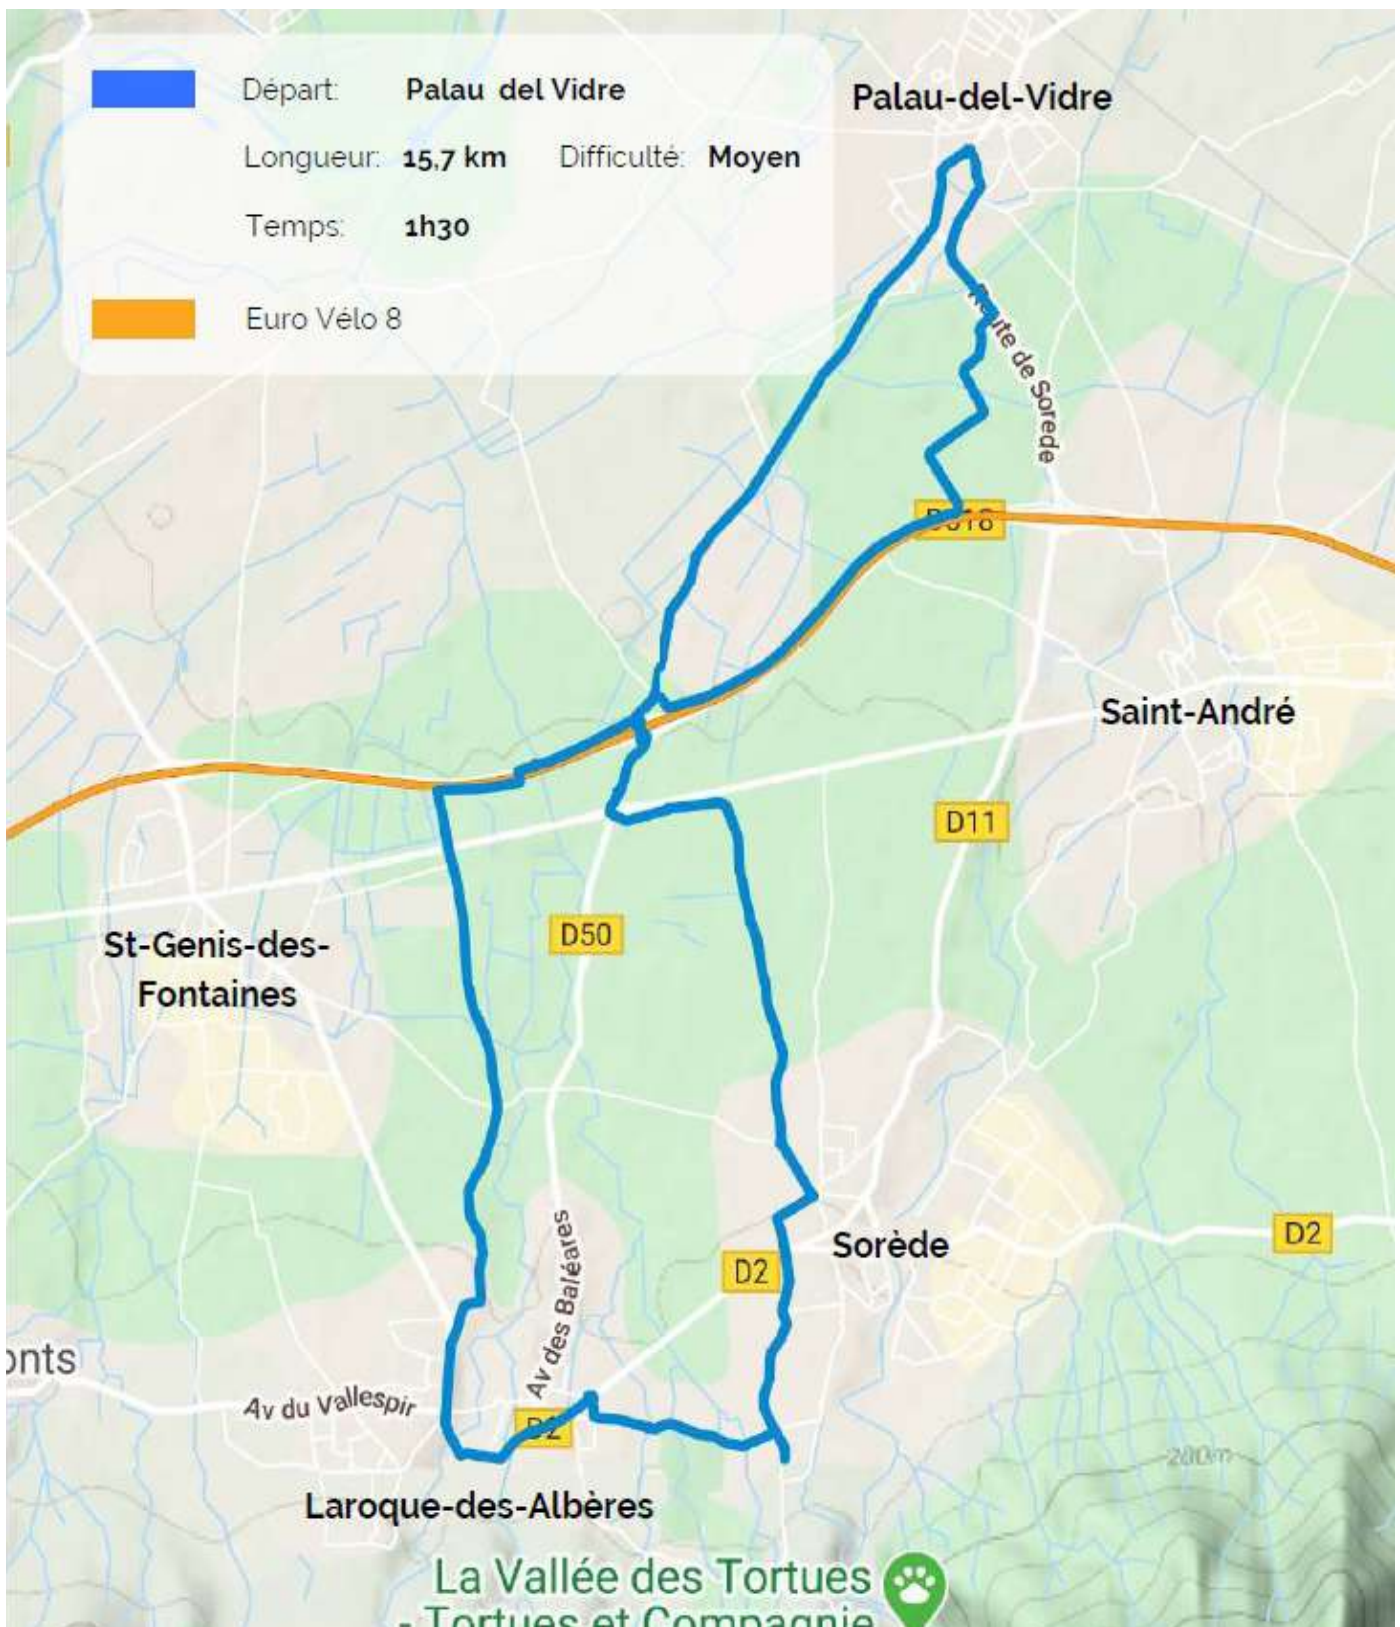 Départ: Palau del Vidre
Longueur: 15,7 km Difficulté: Moyen
Temps: 1h30
Euro Vélo 8
Palau-del-Vidre
Route de Sorede
Saint-André
D11
D50
St-Genis-des-
Fontaines
Sorède
D2
D2
Av des Baléares
onts
Av du Vallespir
D2
280m
Laroque-des-Albères
La Vallée des Tortues
- Tortues et Compagnie